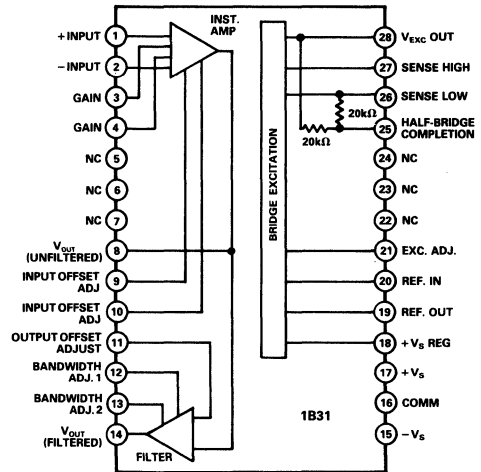 INST.
AMP
+INPUT 1
−INPUT 2
GAIN 3
GAIN 4
NC 5
NC 6
NC 7
VOUT
(UNFILTERED) 8
INPUT OFFSET
ADJ 9
INPUT OFFSET
ADJ 10
OUTPUT OFFSET
ADJUST 11
BANDWIDTH
ADJ. 1 12
BANDWIDTH
ADJ. 2 13
VOUT
(FILTERED) 14
FILTER
BRIDGE EXCITATION
28 VEXC OUT
27 SENSE HIGH
26 SENSE LOW
20kΩ
25 HALF-BRIDGE
COMPLETION
20kΩ
24 NC
23 NC
22 NC
21 EXC. ADJ.
20 REF. IN
19 REF. OUT
18 +VS REG
17 +VS
16 COMM
1B31
15 −VS